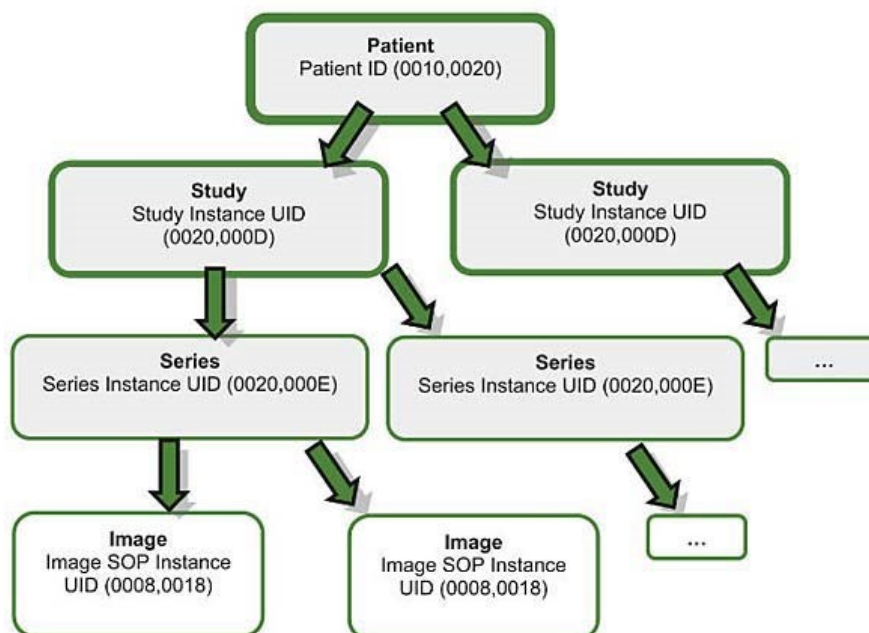 Patient
Patient ID (0010,0020)
Study
Study Instance UID
(0020,000D)
Study
Study Instance UID
(0020,000D)
Series
Series Instance UID (0020,000E)
Series
Series Instance UID (0020,000E)
...
Image
Image SOP Instance
UID (0008,0018)
Image
Image SOP Instance
UID (0008,0018)
...